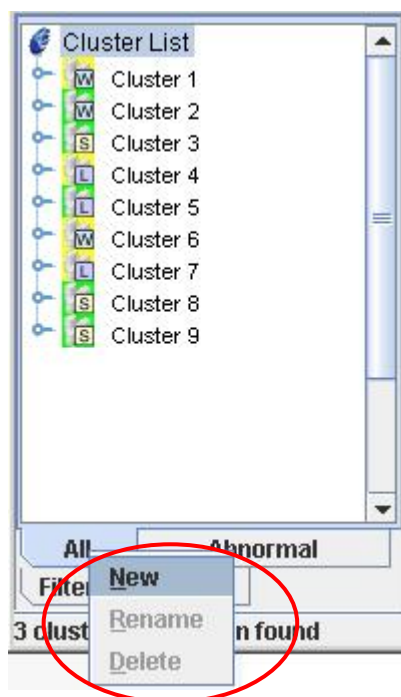 Cluster List
W Cluster 1
W Cluster 2
S Cluster 3
L Cluster 4
L Cluster 5
W Cluster 6
L Cluster 7
S Cluster 8
S Cluster 9
All Abnormal
Filte
New
Rename
Delete
3 clust n found